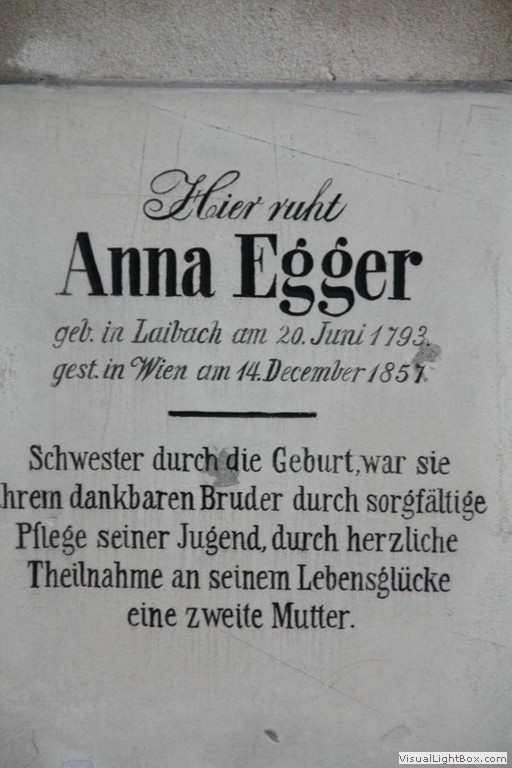 Hier ruht
Anna Egger
geb. in Laibach am 20. Juni 1793.
gest. in Wien am 14. December 1851.
Schwester durch die Geburt, war sie
ihrem dankbaren Bruder durch sorgfältige
Pflege seiner Jugend, durch herzliche
Theilnahme an seinem Lebensglücke
eine zweite Mutter.
VisualLightBox.com